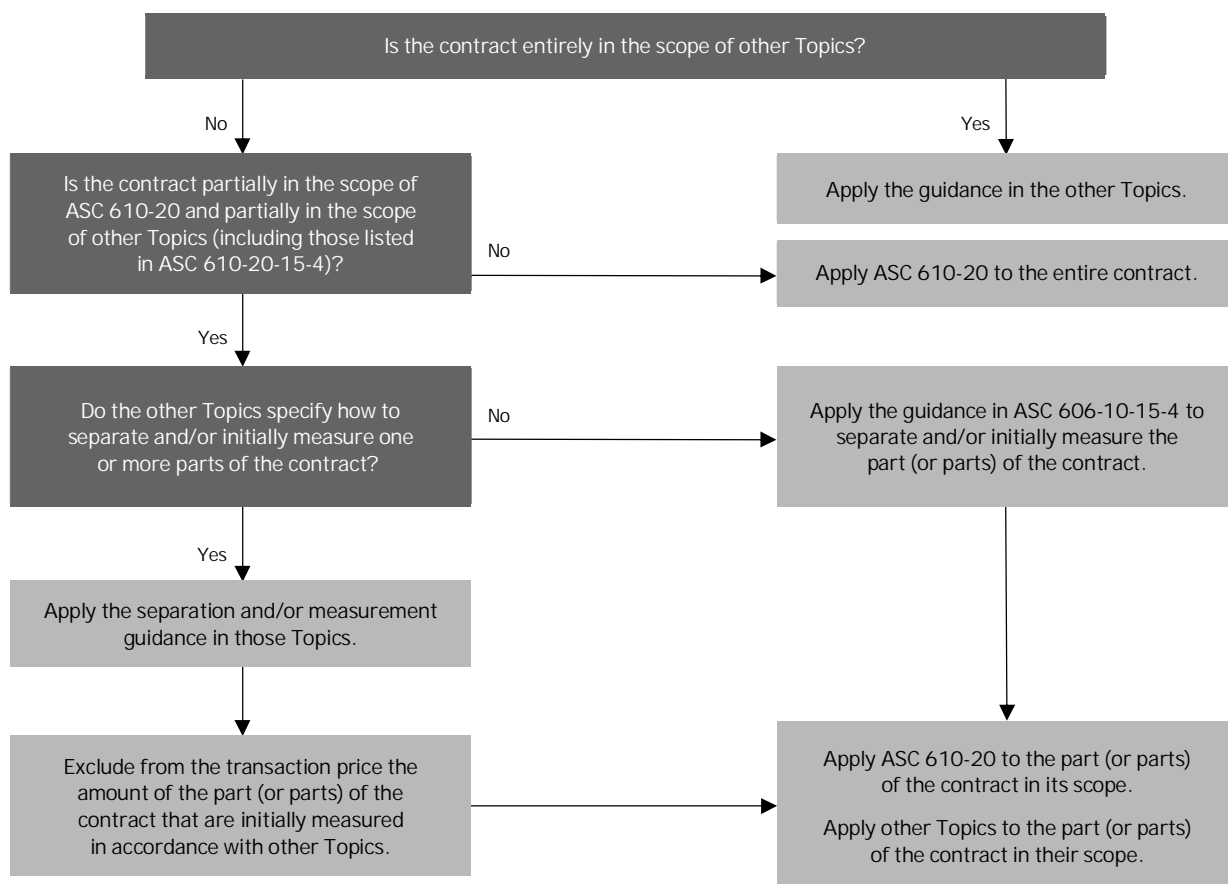 Is the contract entirely in the scope of other Topics?
No
Yes
Is the contract partially in the scope of
ASC 610-20 and partially in the scope
of other Topics (including those listed
in ASC 610-20-15-4)?
Apply the guidance in the other Topics.
No
Apply ASC 610-20 to the entire contract.
Yes
Do the other Topics specify how to
separate and/or initially measure one
or more parts of the contract?
No
Apply the guidance in ASC 606-10-15-4 to
separate and/or initially measure the
part (or parts) of the contract.
Yes
Apply the separation and/or measurement
guidance in those Topics.
Exclude from the transaction price the
amount of the part (or parts) of the
contract that are initially measured
in accordance with other Topics.
Apply ASC 610-20 to the part (or parts)
of the contract in its scope.
Apply other Topics to the part (or parts)
of the contract in their scope.